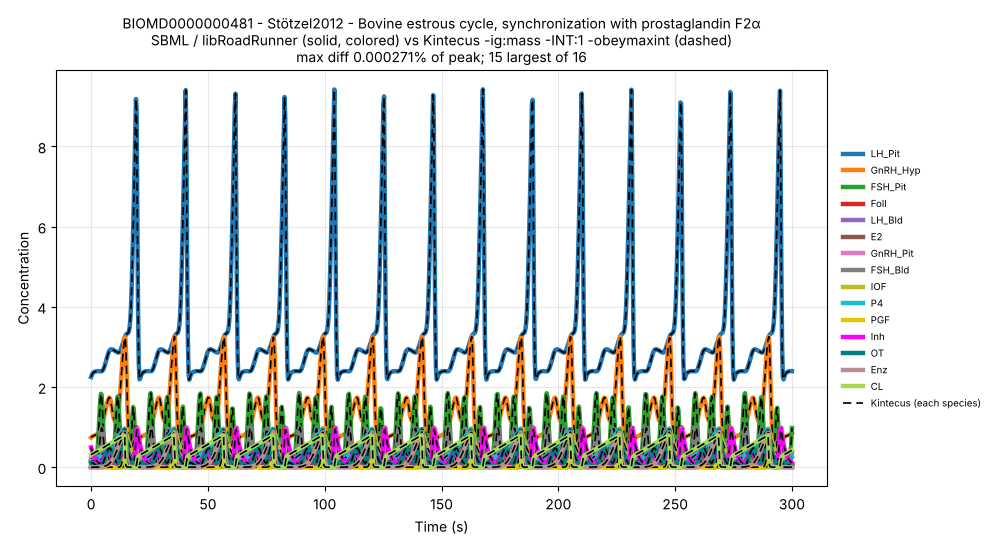 BIOMD0000000481 - Stötzel2012 - Bovine estrous cycle, synchronization with prostaglandin F2α
SBML / libRoadRunner (solid, colored) vs Kintecus -ig:mass -INT:1 -obeymaxint (dashed)
max diff 0.000271% of peak; 15 largest of 16
Concentration
8
6
4
2
0
0
50
100
150
200
250
300
Time (s)
LH_Pit
GnRH_Hyp
FSH_Pit
Foll
LH_Bld
E2
GnRH_Pit
FSH_Bld
IOF
P4
PGF
Inh
OT
Enz
CL
Kintecus (each species)